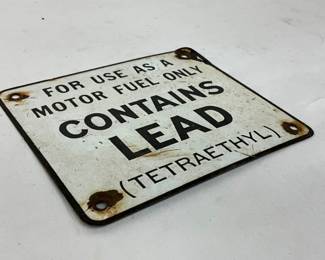 FOR USE AS A
MOTOR FUEL ONLY
CONTAINS
LEAD
(TETRAETHYL)